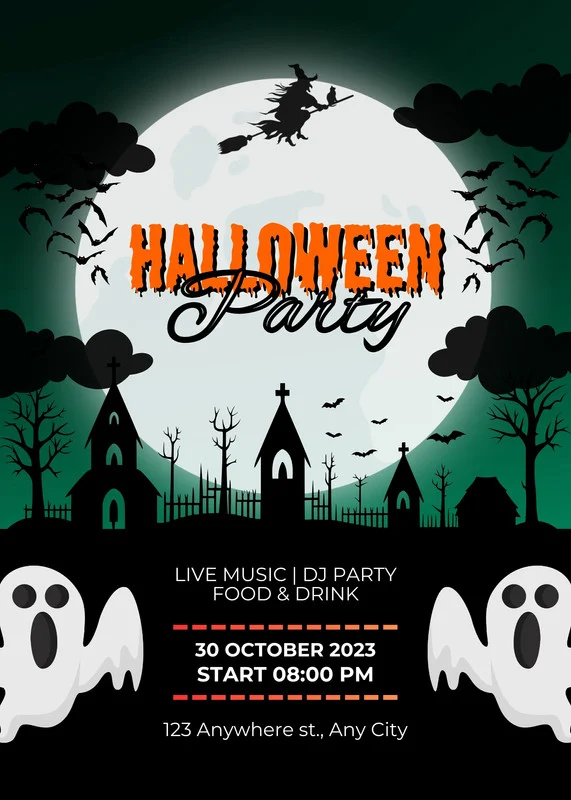 HALLOWEEN
Party
LIVE MUSIC | DJ PARTY
FOOD & DRINK
30 OCTOBER 2023
START 08:00 PM
123 Anywhere st., Any City